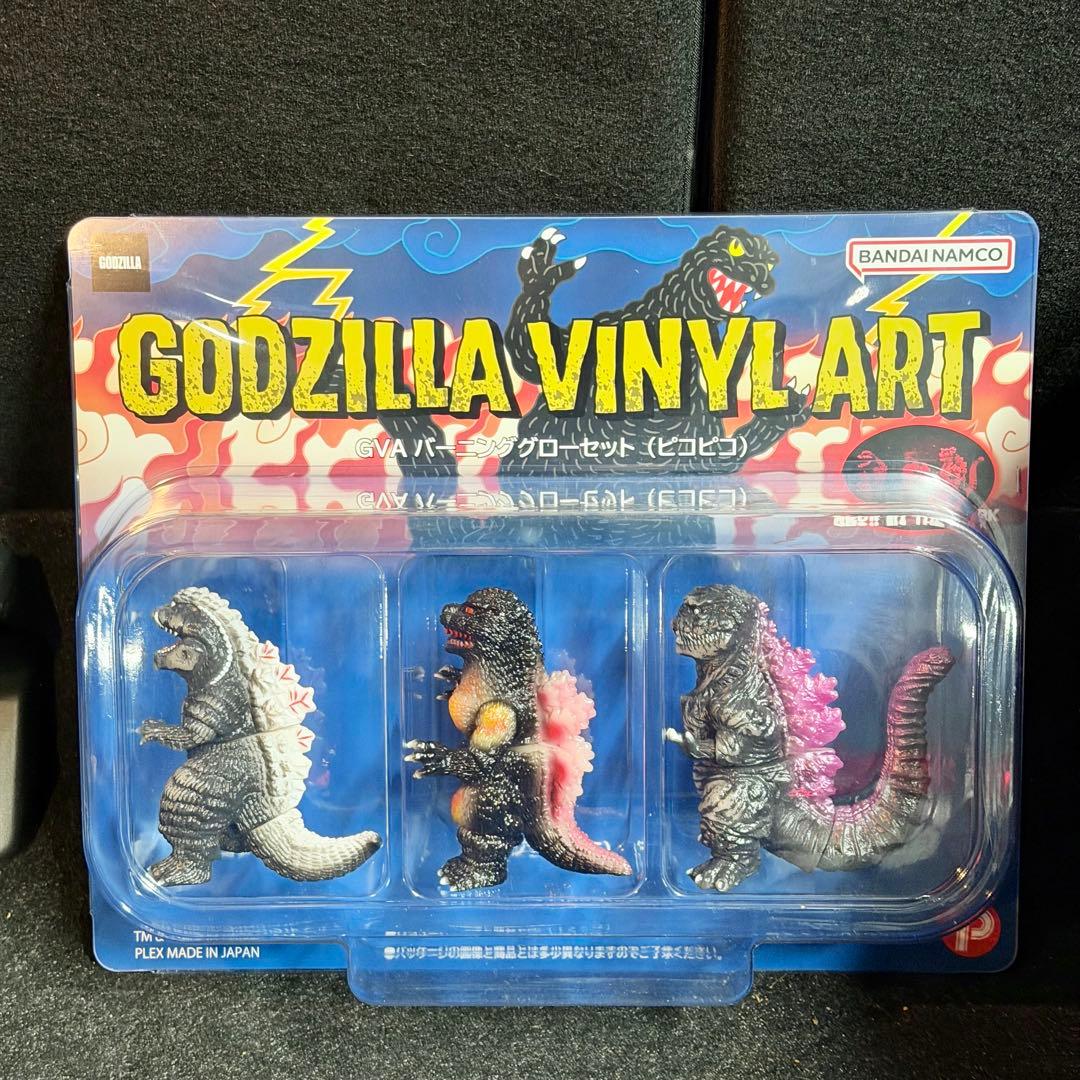 GODZILLA
BANDAI NAMCO
GODZILLA VINYL ART
GVA バーニンググローセット（ピコピコ）
TM &
PLEX MADE IN JAPAN
●パッケージの画像と商品とは多少異なりますのでご了承ください。
P